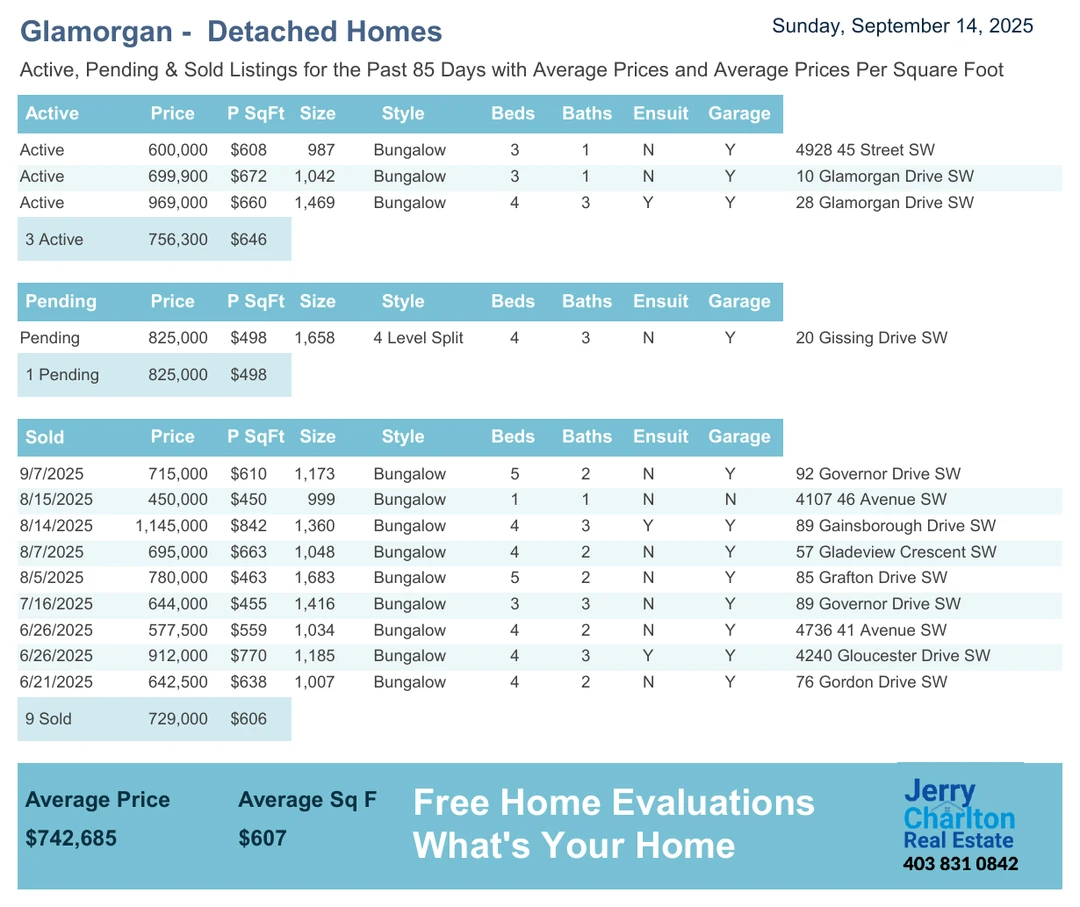 Glamorgan - Detached Homes
Sunday, September 14, 2025
Active, Pending & Sold Listings for the Past 85 Days with Average Prices and Average Prices Per Square Foot
Active Price P SqFt Size Style Beds Baths Ensuit Garage
Active 600,000 $608 987 Bungalow 3 1 N Y 4928 45 Street SW
Active 699,900 $672 1,042 Bungalow 3 1 N Y 10 Glamorgan Drive SW
Active 969,000 $660 1,469 Bungalow 4 3 Y Y 28 Glamorgan Drive SW
3 Active 756,300 $646
Pending Price P SqFt Size Style Beds Baths Ensuit Garage
Pending 825,000 $498 1,658 4 Level Split 4 3 N Y 20 Gissing Drive SW
1 Pending 825,000 $498
Sold Price P SqFt Size Style Beds Baths Ensuit Garage
9/7/2025 715,000 $610 1,173 Bungalow 5 2 N Y 92 Governor Drive SW
8/15/2025 450,000 $450 999 Bungalow 1 1 N N 4107 46 Avenue SW
8/14/2025 1,145,000 $842 1,360 Bungalow 4 3 Y Y 89 Gainsborough Drive SW
8/7/2025 695,000 $663 1,048 Bungalow 4 2 N Y 57 Gladeview Crescent SW
8/5/2025 780,000 $463 1,683 Bungalow 5 2 N Y 85 Grafton Drive SW
7/16/2025 644,000 $455 1,416 Bungalow 3 3 N Y 89 Governor Drive SW
6/26/2025 577,500 $559 1,034 Bungalow 4 2 N Y 4736 41 Avenue SW
6/26/2025 912,000 $770 1,185 Bungalow 4 3 Y Y 4240 Gloucester Drive SW
6/21/2025 642,500 $638 1,007 Bungalow 4 2 N Y 76 Gordon Drive SW
9 Sold 729,000 $606
Average Price Average Sq F
$742,685 $607
Free Home Evaluations
What's Your Home
Jerry
Charlton
Real Estate
403 831 0842